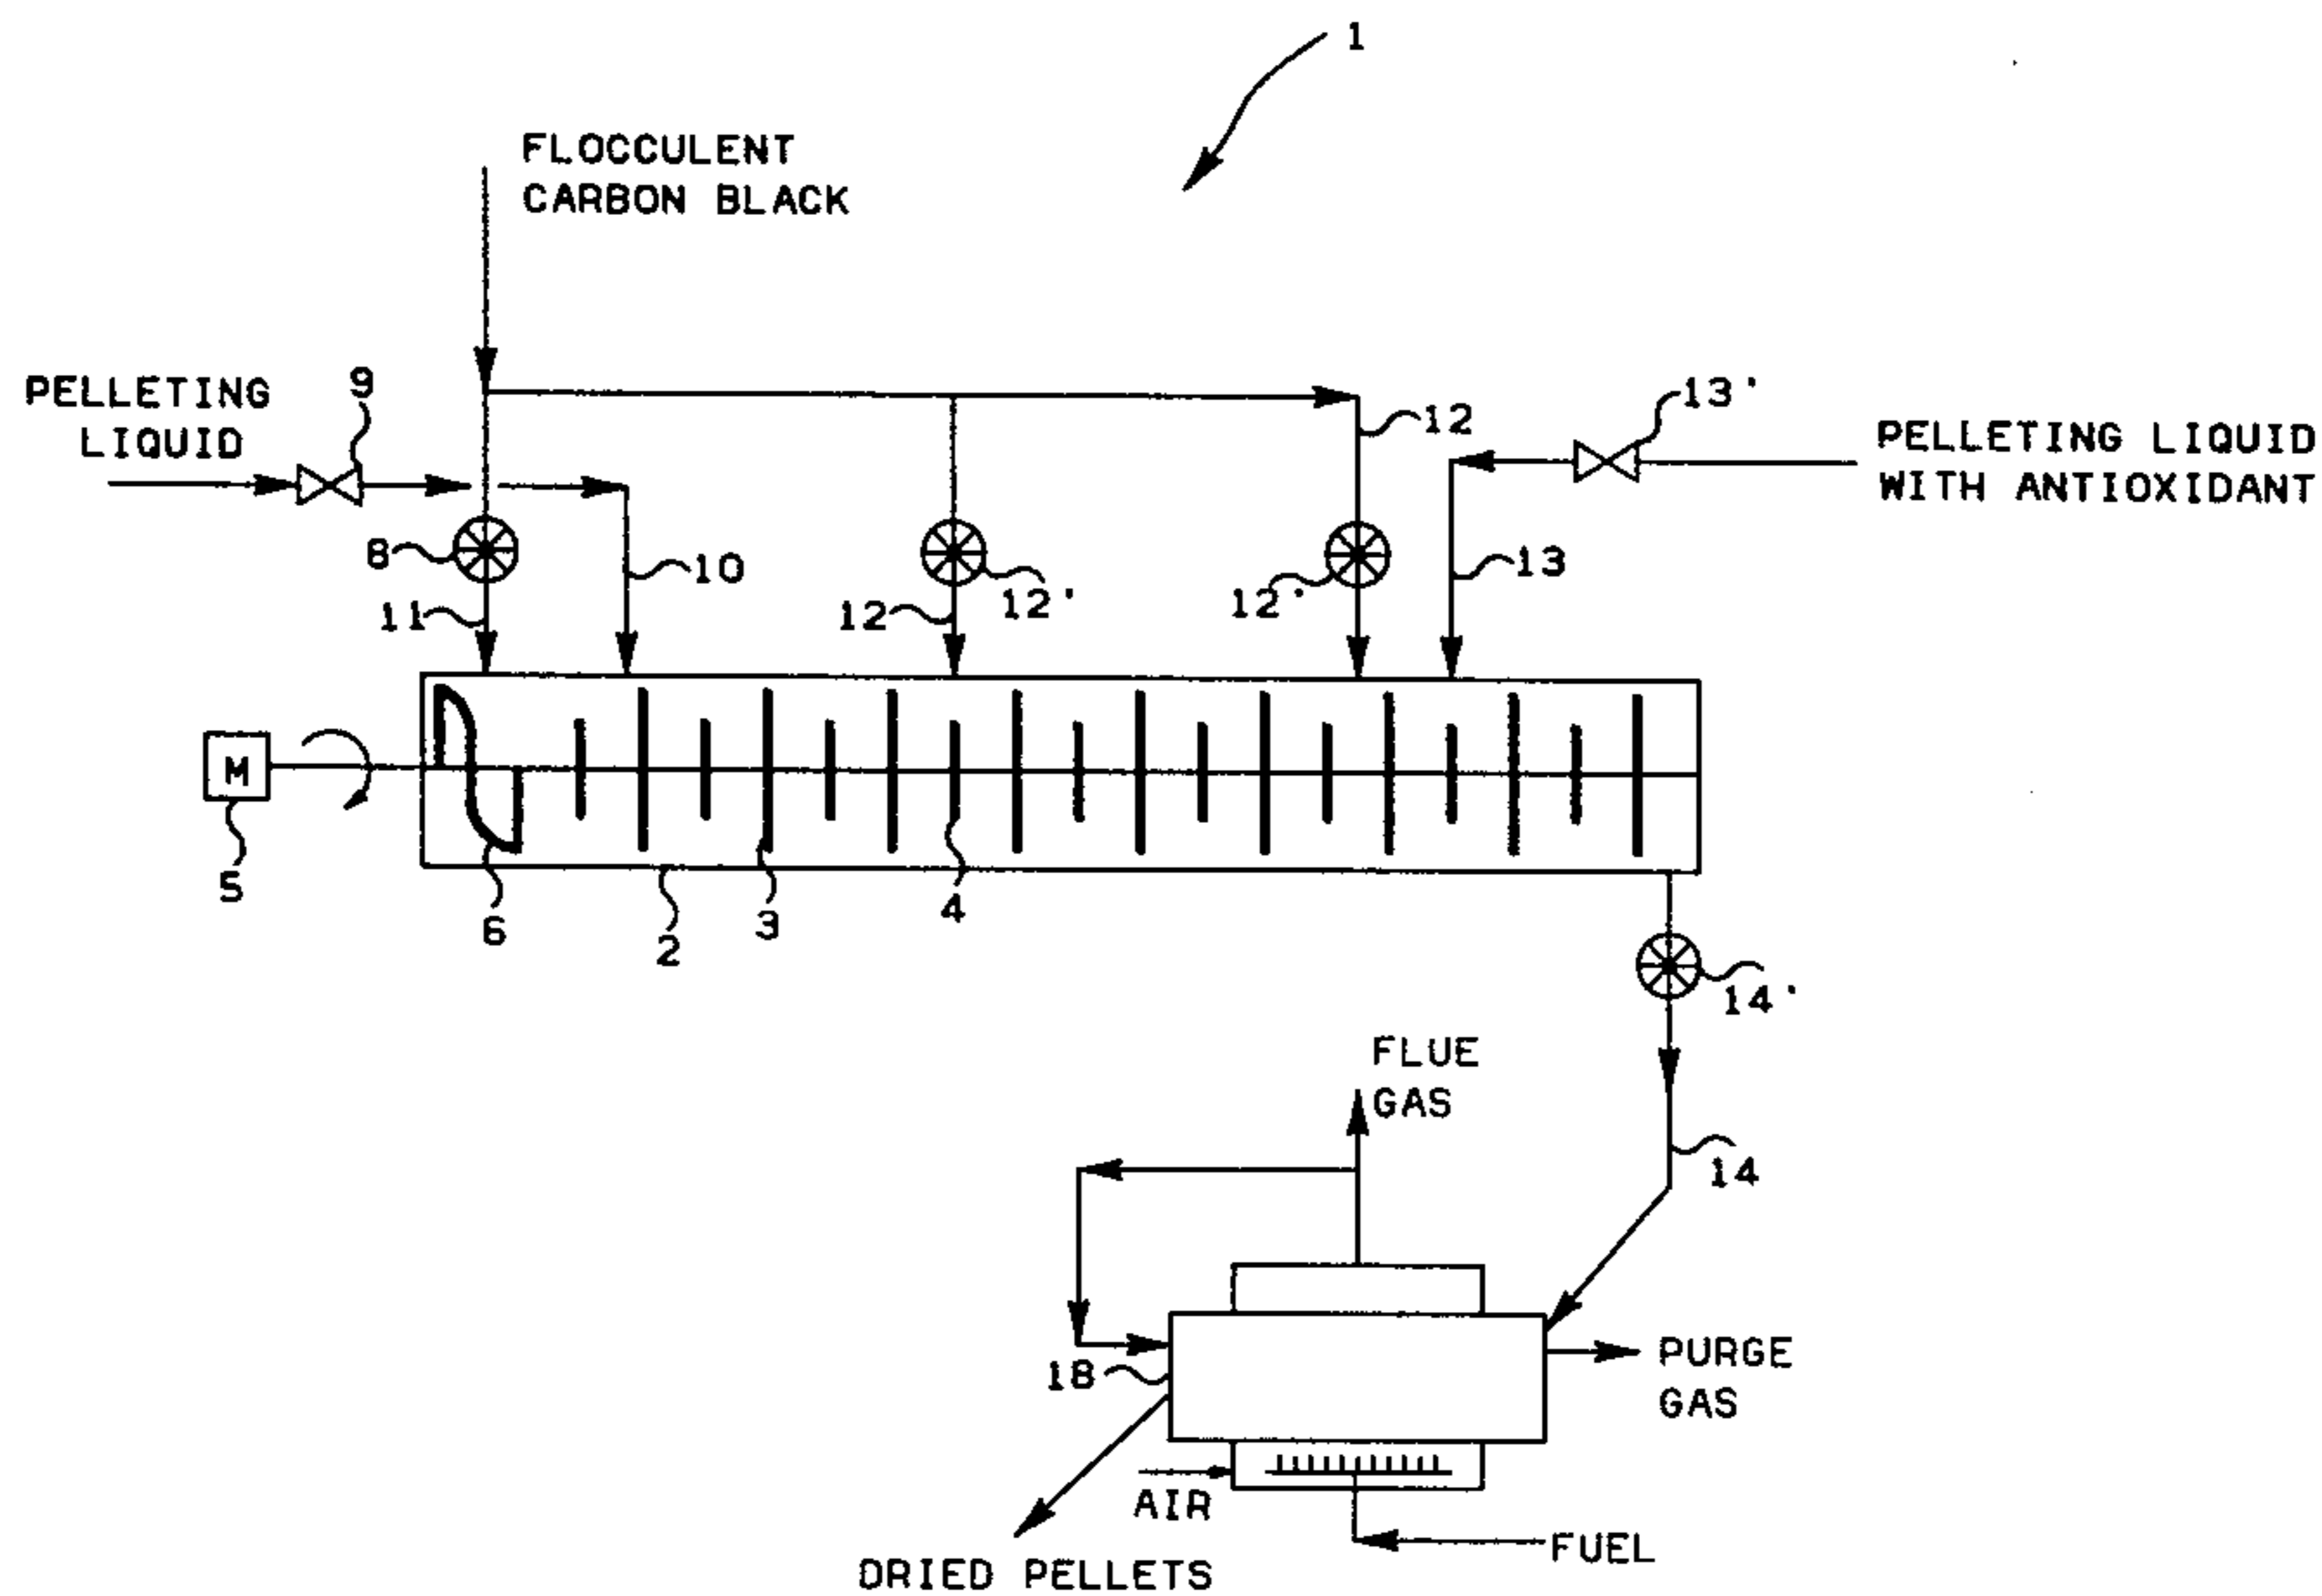 1
FLOCCULENT
CARBON BLACK
9
PELLETING
LIQUID
12
13'
PELLETING LIQUID
WITH ANTIOXIDANT
8
10
11
12
12'
12'
13
M
5
6
2
3
4
14'
14
FLUE
GAS
18
PURGE
GAS
AIR
FUEL
DRIED PELLETS